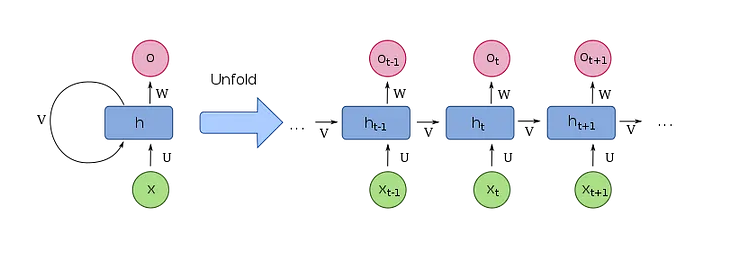 o
o_{t-1}
o_t
o_{t+1}
Unfold
W
W
W
W
V
h
...
V
h_{t-1}
V
h_t
V
h_{t+1}
V
...
U
U
U
U
x
x_{t-1}
x_t
x_{t+1}